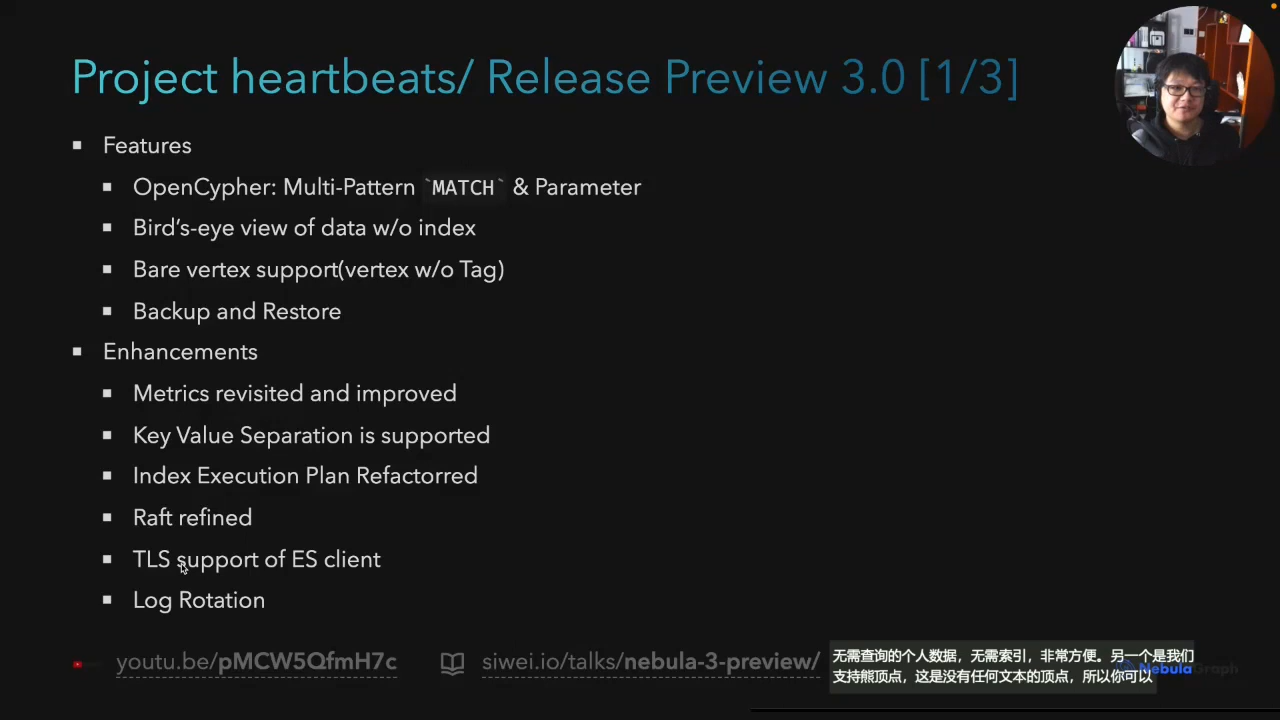 Project heartbeats/ Release Preview 3.0 [1/3]
Features
OpenCypher: Multi-Pattern `MATCH` & Parameter
Bird's-eye view of data w/o index
Bare vertex support(vertex w/o Tag)
Backup and Restore
Enhancements
Metrics revisited and improved
Key Value Separation is supported
Index Execution Plan Refactorred
Raft refined
TLS support of ES client
Log Rotation
youtu.be/pMCW5QfmH7c
siwei.io/talks/nebula-3-preview/
无需查询的个人数据，无需索引，非常方便。另一个是我们
支持熊顶点，这是没有任何文本的顶点，所以你可以
NebulaGraph